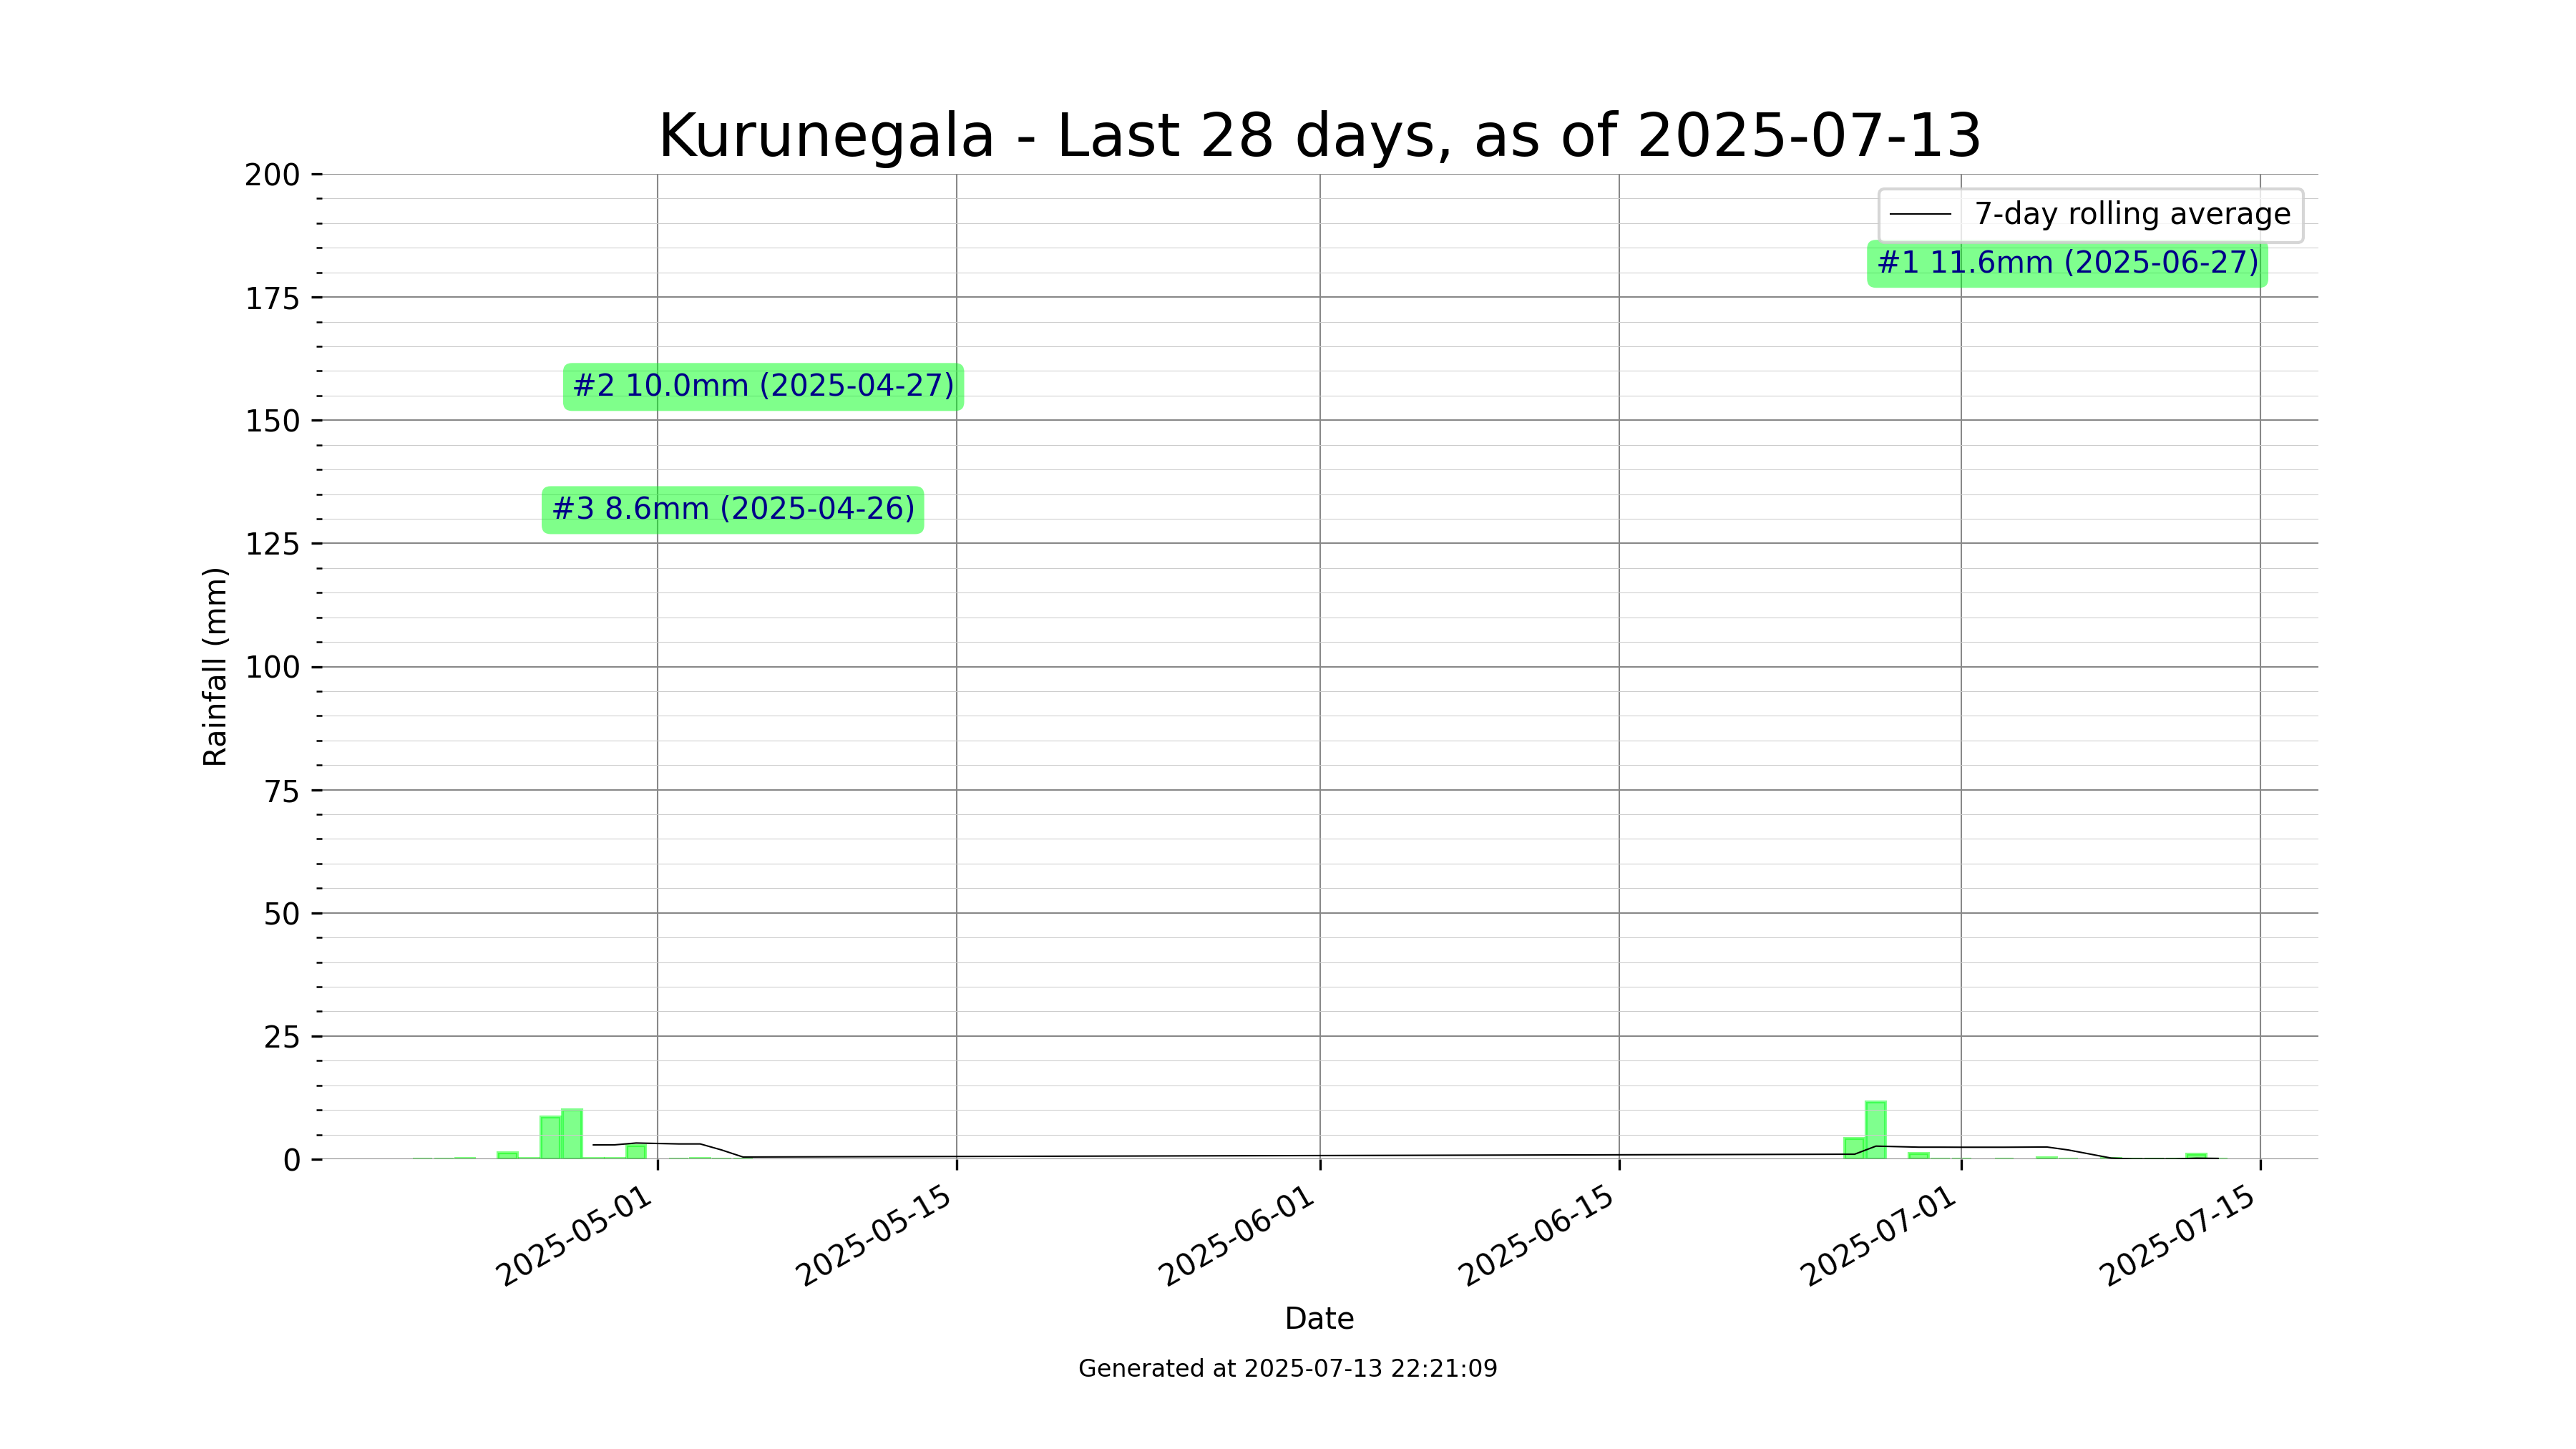 Kurunegala - Last 28 days, as of 2025-07-13
7-day rolling average
#1 11.6mm (2025-06-27)
#2 10.0mm (2025-04-27)
#3 8.6mm (2025-04-26)
200
175
150
125
100
75
50
25
0
Rainfall (mm)
2025-05-01
2025-05-15
2025-06-01
2025-06-15
2025-07-01
2025-07-15
Date
Generated at 2025-07-13 22:21:09